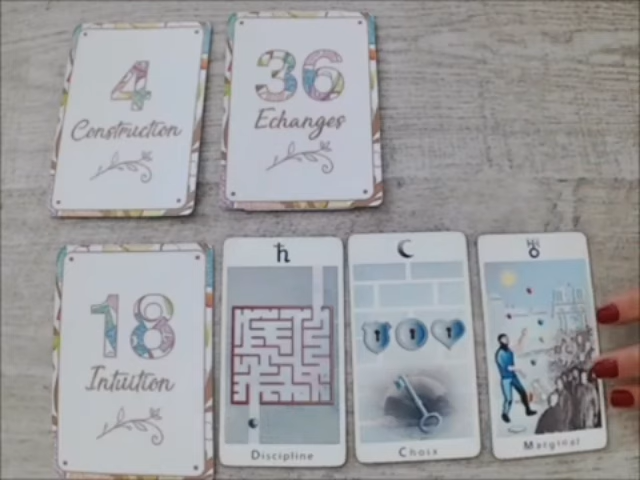 4
Construction
36
Echanges
18
Intuition
Discipline
Choix
Marginal